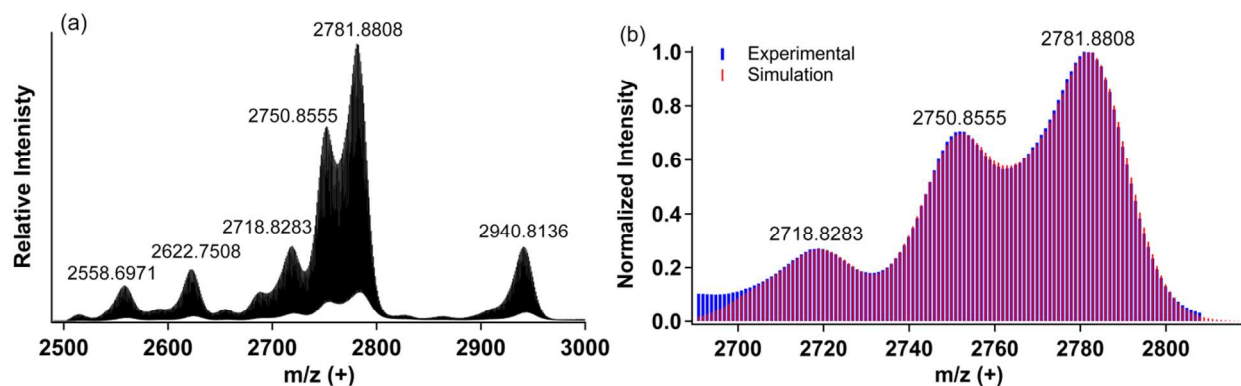 (a)
2781.8808
2750.8555
2718.8283
2622.7508
2558.6971
2940.8136
Relative Intenisty
2500 2600 2700 2800 2900 3000
m/z (+)
(b)
Experimental
Simulation
2781.8808
2750.8555
2718.8283
Normalized Intensity
1.0
0.8
0.6
0.4
0.2
0.0
2700 2720 2740 2760 2780 2800
m/z (+)